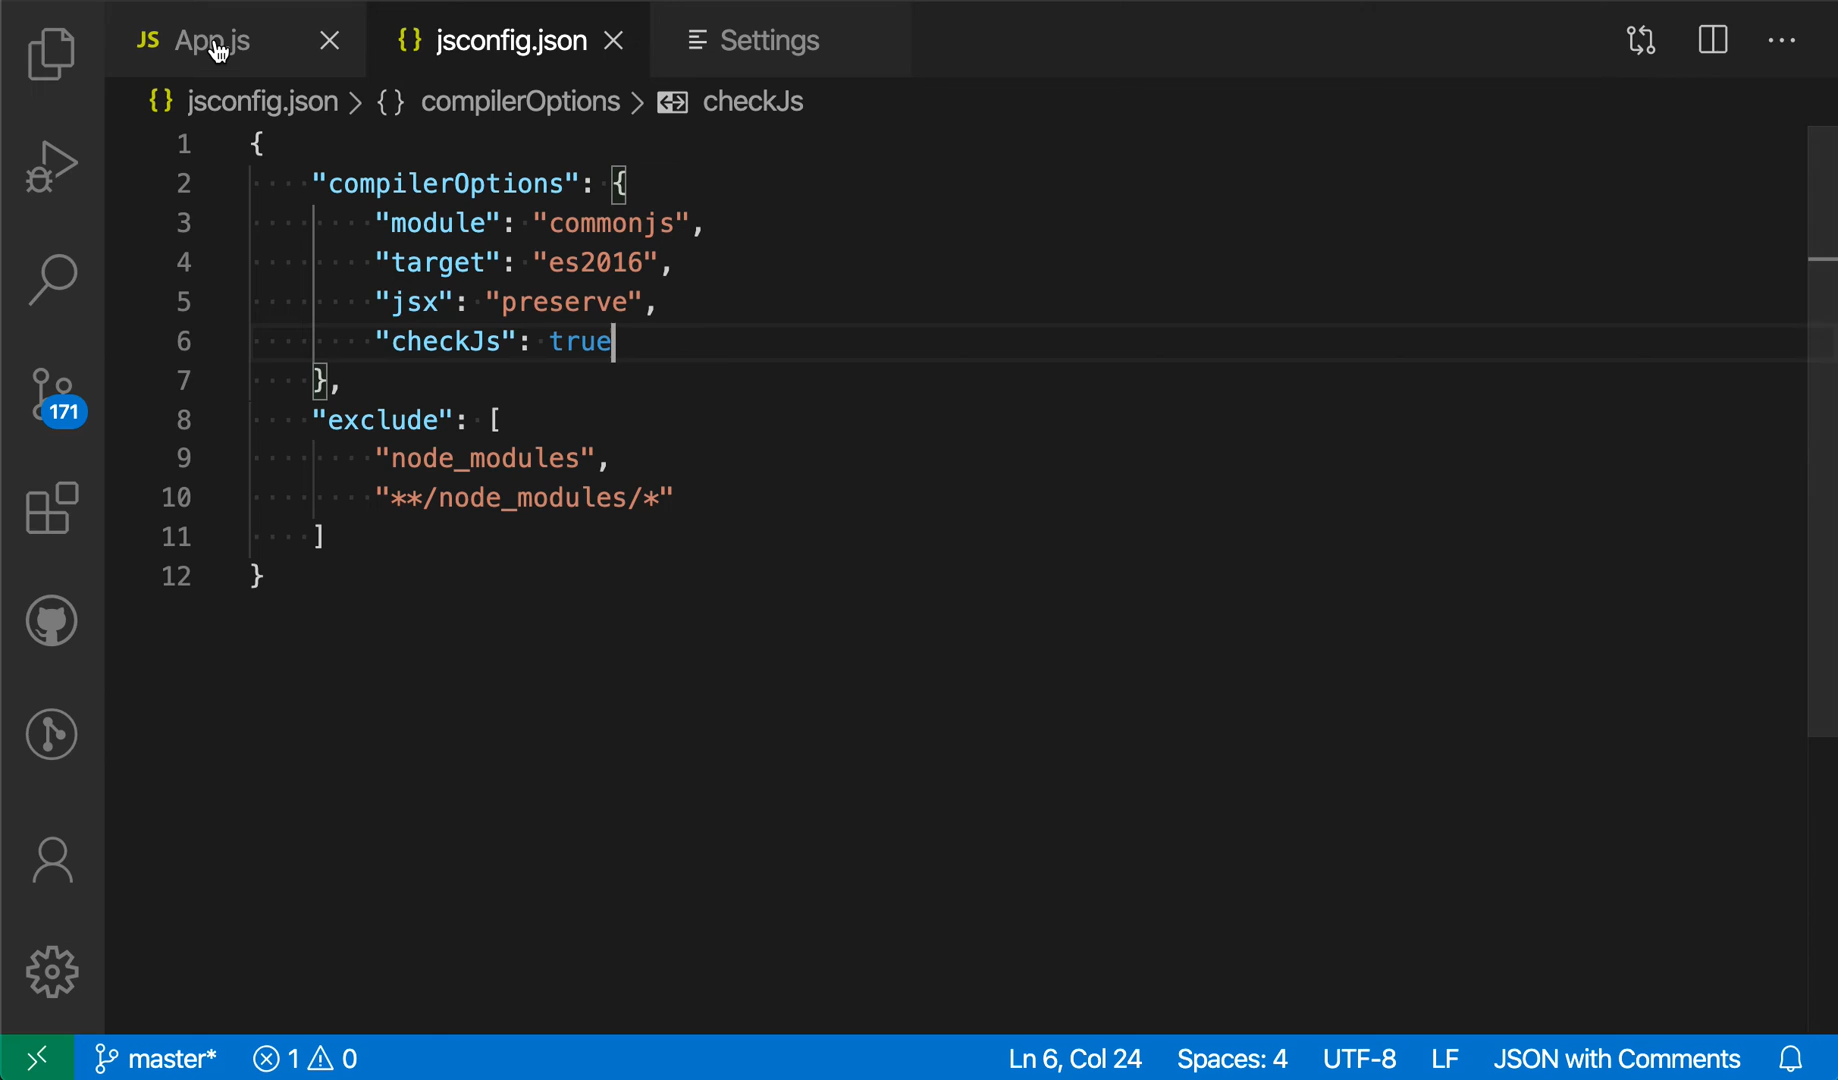 JS App.js
{} jsconfig.json
Settings
{} jsconfig.json > {} compilerOptions > checkJs
1 {
2 "compilerOptions": {
3 "module": "commonjs",
4 "target": "es2016",
5 "jsx": "preserve",
6 "checkJs": true
7 },
8 "exclude": [
9 "node_modules",
10 "**/node_modules/*"
11 ]
12 }
171
master* 1 0 Ln 6, Col 24 Spaces: 4 UTF-8 LF JSON with Comments